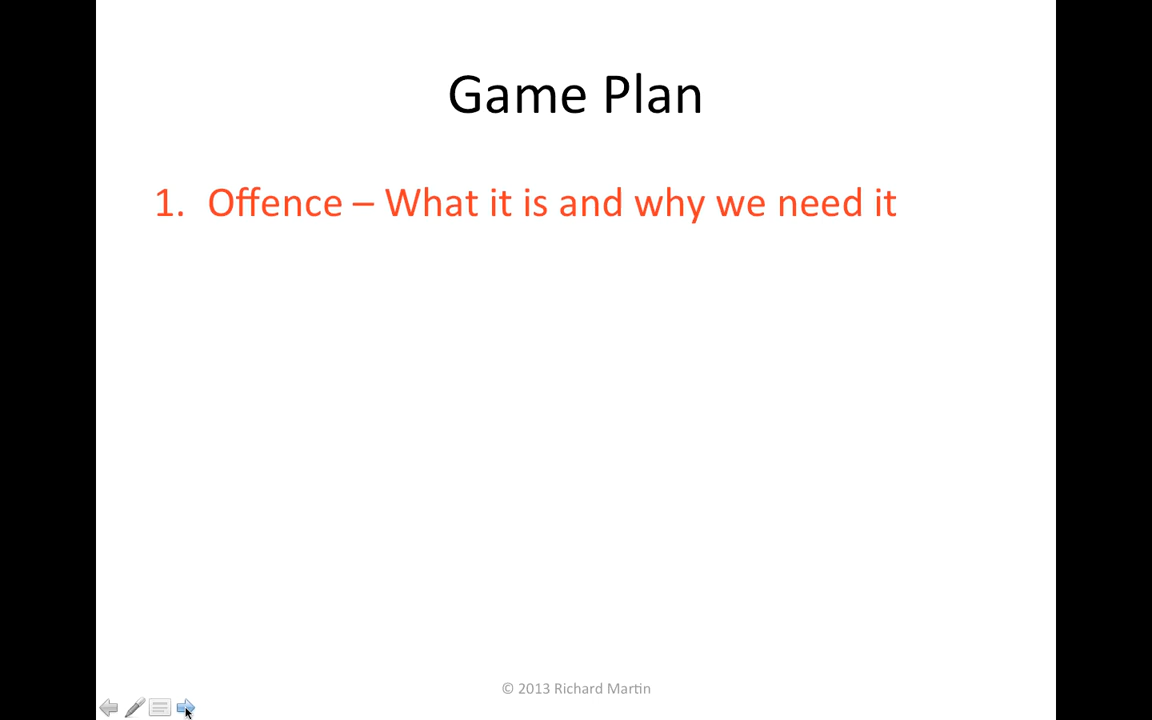 Game Plan
1. Offence – What it is and why we need it
© 2013 Richard Martin